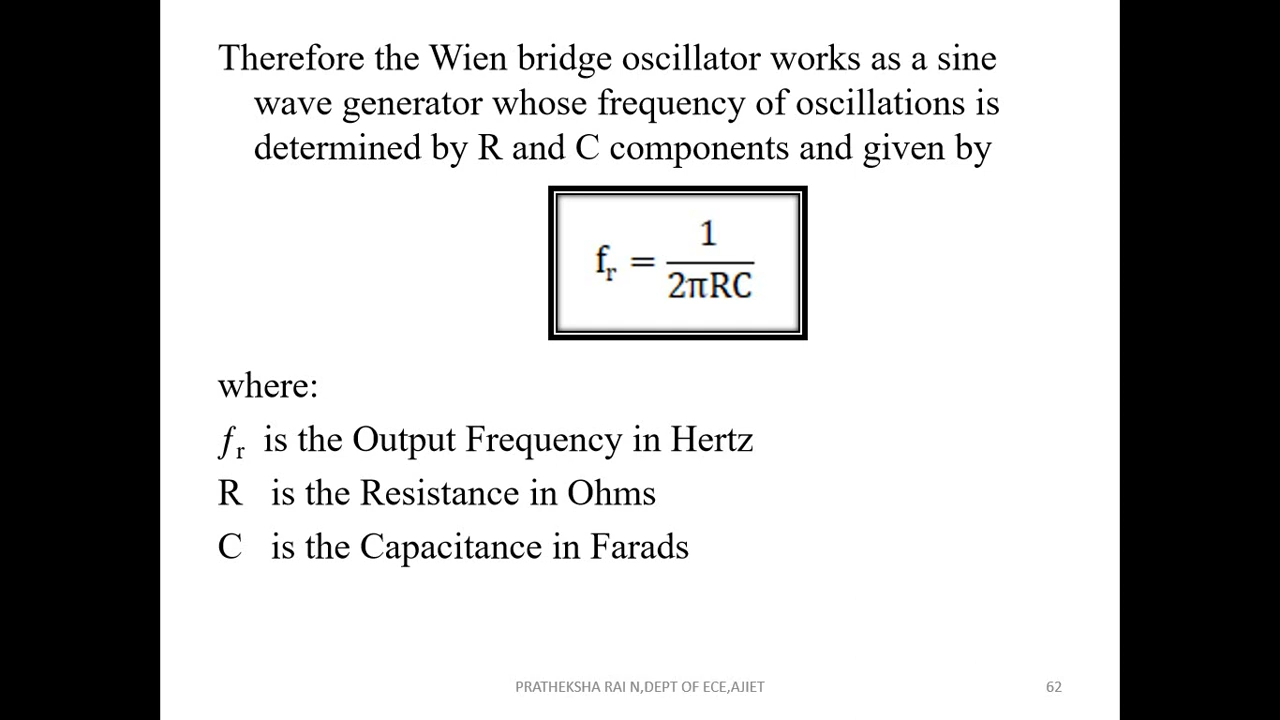 Therefore the Wien bridge oscillator works as a sine
wave generator whose frequency of oscillations is
determined by R and C components and given by
fᵣ = 1 / 2πRC
where:
fᵣ is the Output Frequency in Hertz
R is the Resistance in Ohms
C is the Capacitance in Farads
PRATHEKSHA RAI N,DEPT OF ECE,AJIET 62